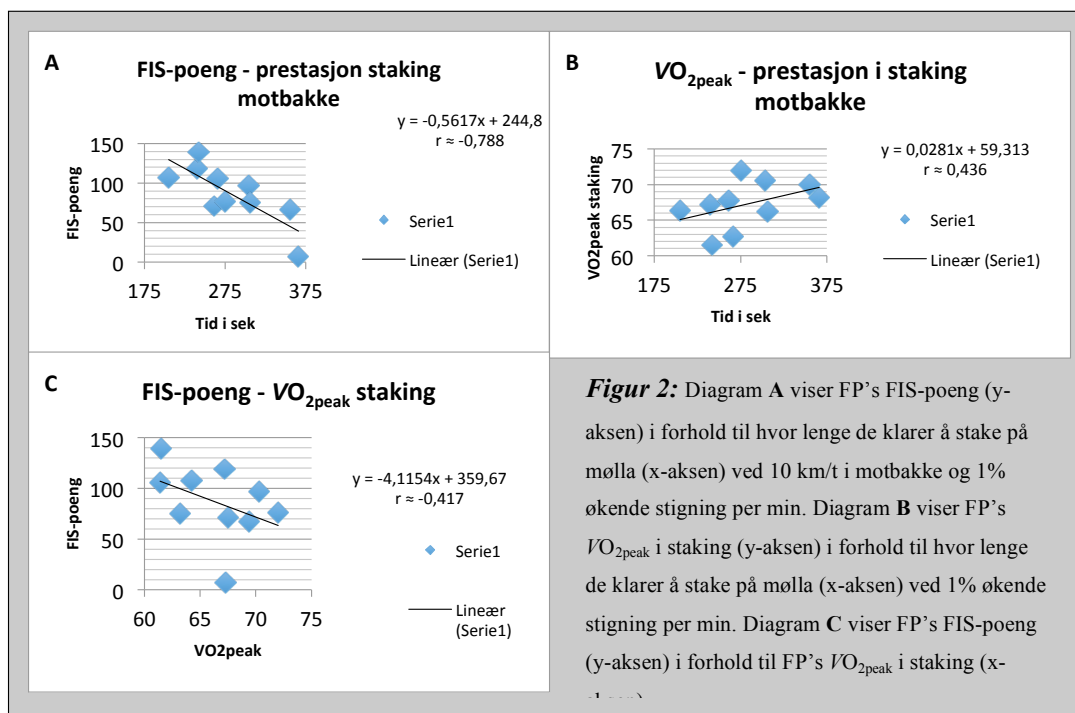 A
FIS-poeng - prestasjon staking
motbakke
y = -0,5617x + 244,8
r ≈ -0,788
FIS-poeng
150
100
50
0
175 275 375
Tid i sek
Serie1
Lineær (Serie1)
B
VO2peak - prestasjon i staking
motbakke
y = 0,0281x + 59,313
r ≈ 0,436
VO2peak staking
75
70
65
60
175 275 375
Tid i sek
Serie1
Lineær (Serie1)
C
FIS-poeng - VO2peak staking
y = -4,1154x + 359,67
r ≈ -0,417
FIS-poeng
150
100
50
0
60 65 70 75
VO2peak
Serie1
Lineær
(Serie1)
Figur 2: Diagram A viser FP's FIS-poeng (y-
aksen) i forhold til hvor lenge de klarer å stake på
mølla (x-aksen) ved 10 km/t i motbakke og 1%
økende stigning per min. Diagram B viser FP's
V̇O2peak i staking (y-aksen) i forhold til hvor lenge
de klarer å stake på mølla (x-aksen) ved 1% økende
stigning per min. Diagram C viser FP's FIS-poeng
(y-aksen) i forhold til FP's V̇O2peak i staking (x-